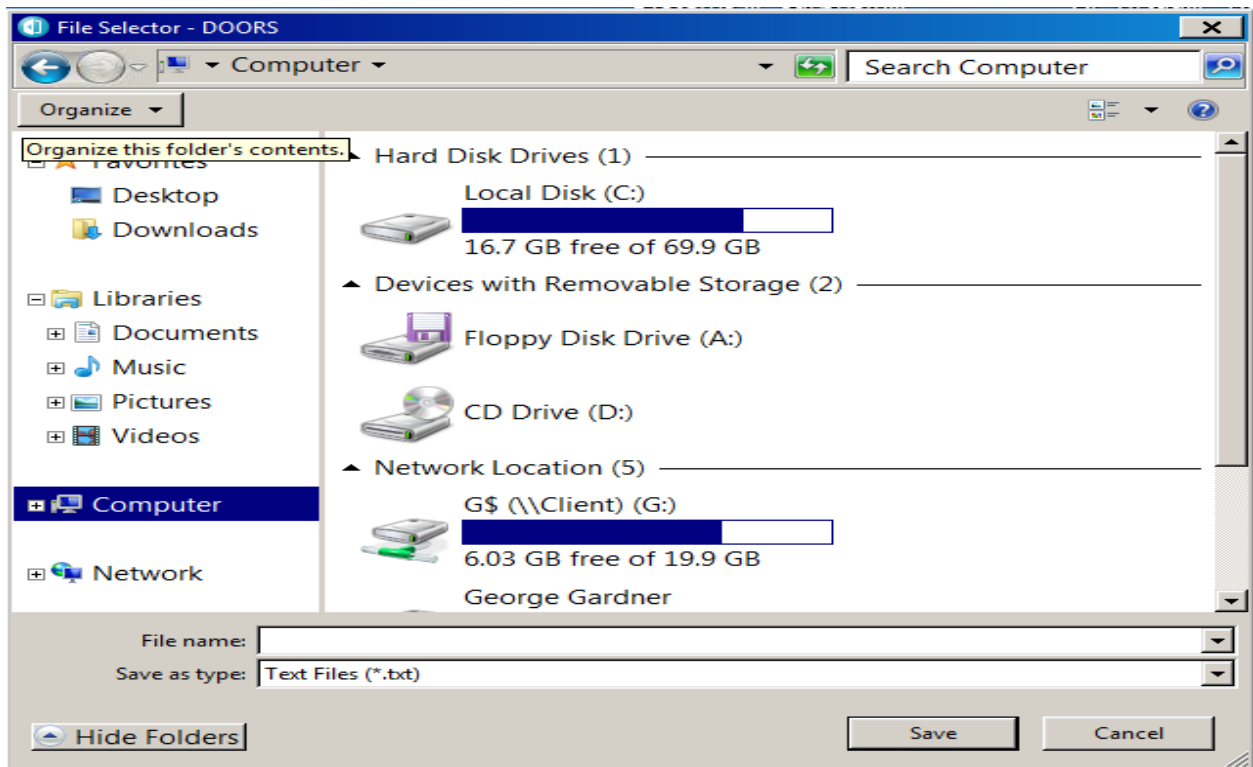 File Selector - DOORS
Computer
Search Computer
Organize
Organize this folder's contents.
Favorites
Desktop
Downloads
Libraries
Documents
Music
Pictures
Videos
Computer
Network
Hard Disk Drives (1)
Local Disk (C:)
16.7 GB free of 69.9 GB
Devices with Removable Storage (2)
Floppy Disk Drive (A:)
CD Drive (D:)
Network Location (5)
G$ (\\Client) (G:)
6.03 GB free of 19.9 GB
George Gardner
File name:
Save as type: Text Files (*.txt)
Hide Folders
Save
Cancel